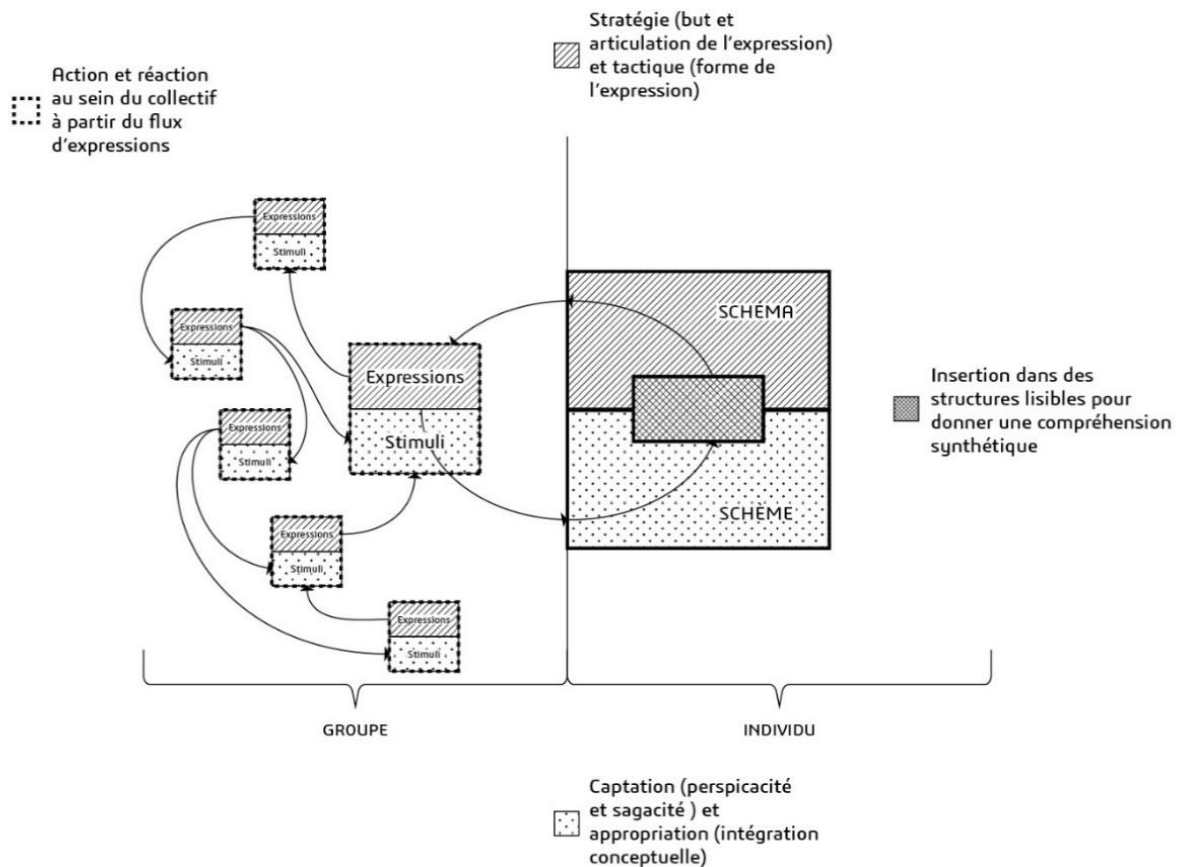 Stratégie (but et
articulation de l'expression)
et tactique (forme de
l'expression)
Action et réaction
au sein du collectif
à partir du flux
d'expressions
Expressions
Stimuli
Expressions
Stimuli
Expressions
Stimuli
Expressions
Stimuli
Expressions
Stimuli
Expressions
Stimuli
SCHÉMA
SCHÈME
Insertion dans des
structures lisibles pour
donner une compréhension
synthétique
GROUPE
INDIVIDU
Captation (perspicacité
et sagacité ) et
appropriation (intégration
conceptuelle)